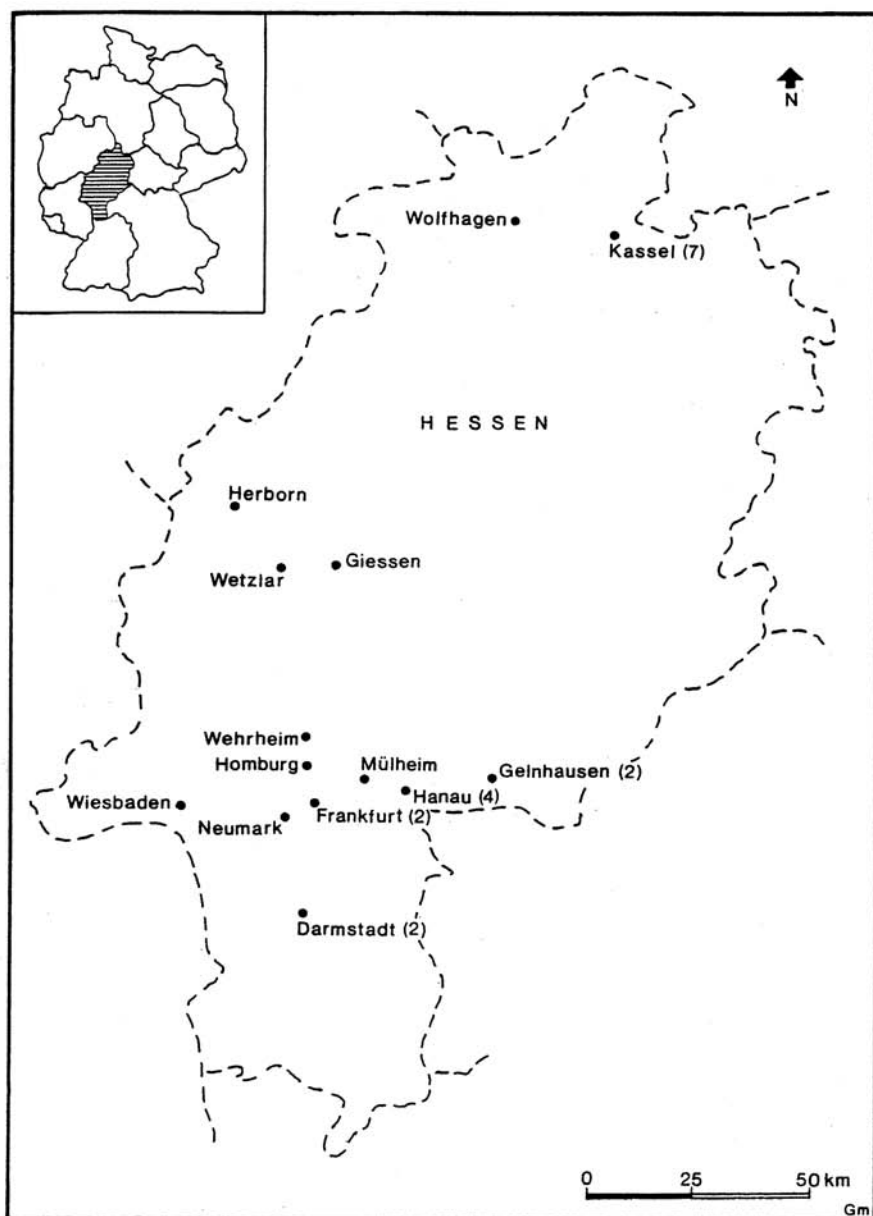 N
Wolfhagen
Kassel (7)
HESSEN
Herborn
Giessen
Wetzlar
Wehrheim
Homburg
Mülheim
Gelnhausen (2)
Hanau (4)
Wiesbaden
Frankfurt (2)
Neumark
Darmstadt (2)
0 25 50 km
Gm